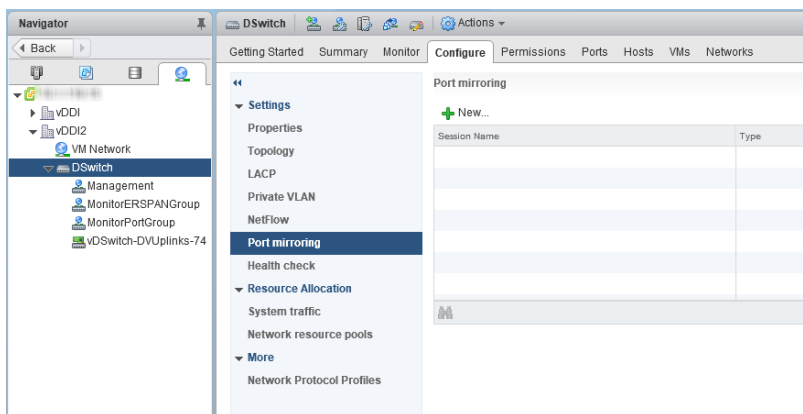 Navigator
Back
vDDI
vDDI2
VM Network
DSwitch
Management
MonitorERSPANGroup
MonitorPortGroup
vDSwitch-DVUplinks-74
DSwitch Actions
Getting Started Summary Monitor Configure Permissions Ports Hosts VMs Networks
Settings
Properties
Topology
LACP
Private VLAN
NetFlow
Port mirroring
Health check
Resource Allocation
System traffic
Network resource pools
More
Network Protocol Profiles
Port mirroring
New...
Session Name Type